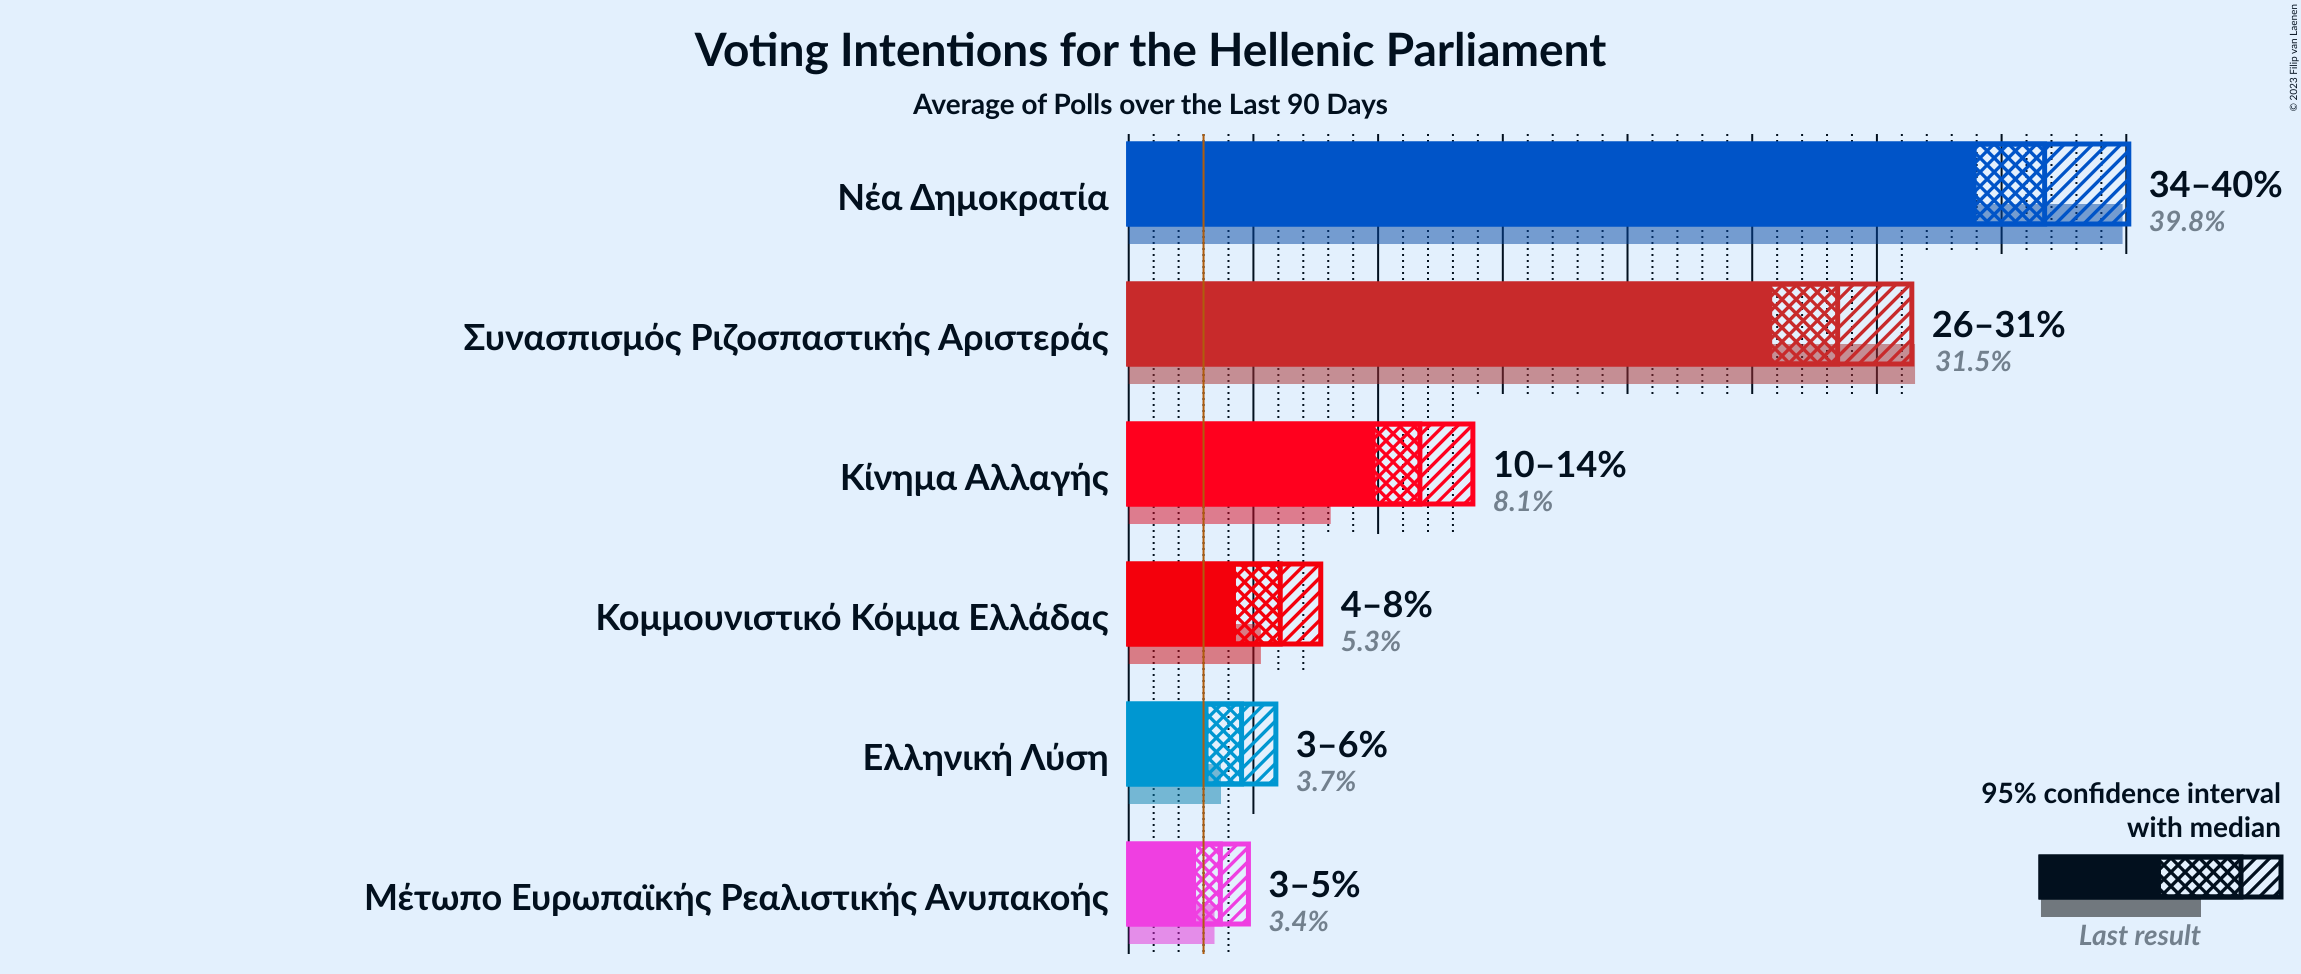 Voting Intentions for the Hellenic Parliament
Average of Polls over the Last 90 Days
© 2023 Filip van Laenen
Νέα Δημοκρατία
34–40%
39.8%
Συνασπισμός Ριζοσπαστικής Αριστεράς
26–31%
31.5%
Κίνημα Αλλαγής
10–14%
8.1%
Κομμουνιστικό Κόμμα Ελλάδας
4–8%
5.3%
Ελληνική Λύση
3–6%
3.7%
Μέτωπο Ευρωπαϊκής Ρεαλιστικής Ανυπακοής
3–5%
3.4%
95% confidence interval
with median
Last result